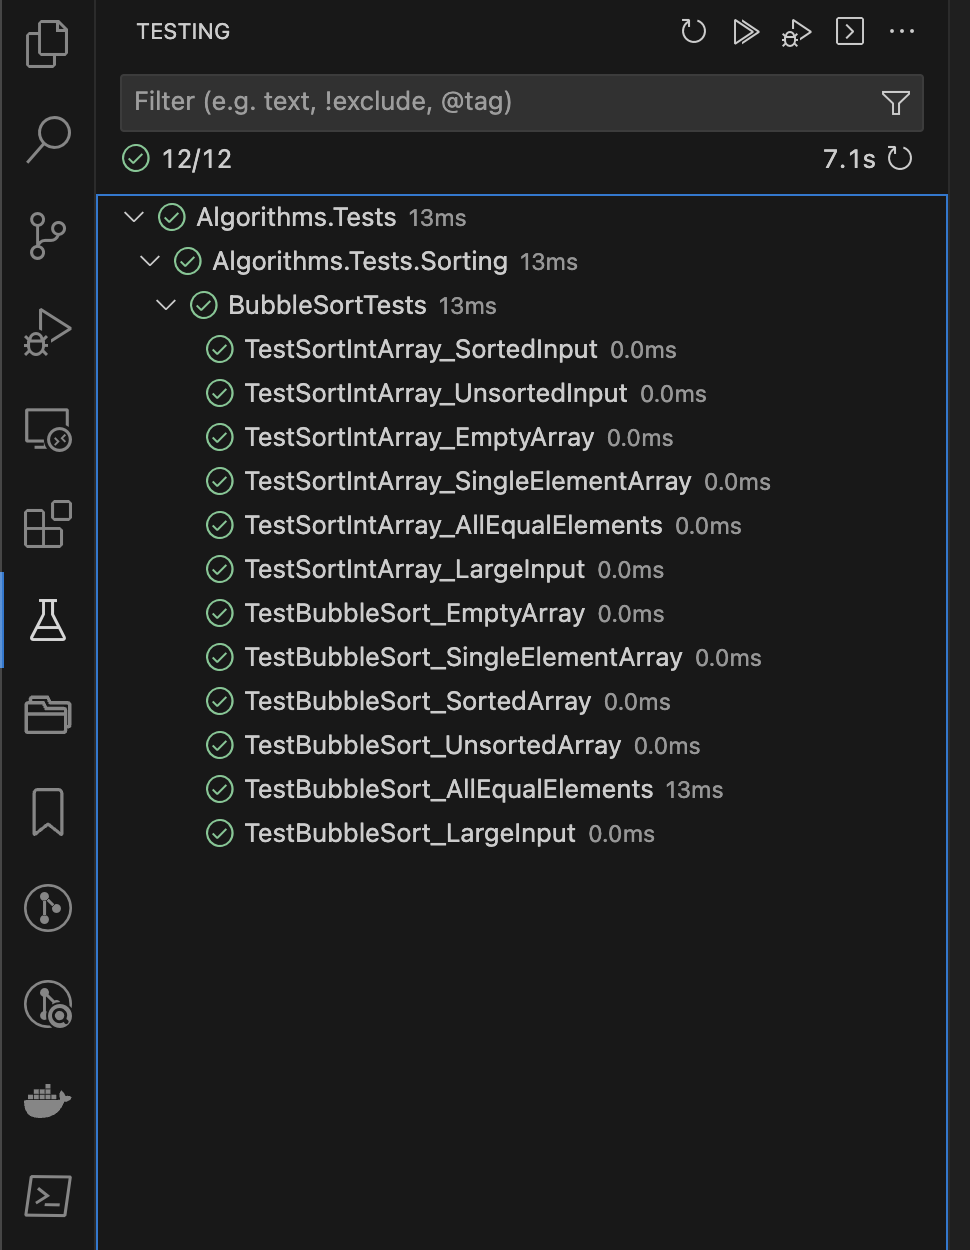 TESTING
Filter (e.g. text, !exclude, @tag)
12/12 7.1s
Algorithms.Tests 13ms
Algorithms.Tests.Sorting 13ms
BubbleSortTests 13ms
TestSortIntArray_SortedInput 0.0ms
TestSortIntArray_UnsortedInput 0.0ms
TestSortIntArray_EmptyArray 0.0ms
TestSortIntArray_SingleElementArray 0.0ms
TestSortIntArray_AllEqualElements 0.0ms
TestSortIntArray_LargeInput 0.0ms
TestBubbleSort_EmptyArray 0.0ms
TestBubbleSort_SingleElementArray 0.0ms
TestBubbleSort_SortedArray 0.0ms
TestBubbleSort_UnsortedArray 0.0ms
TestBubbleSort_AllEqualElements 13ms
TestBubbleSort_LargeInput 0.0ms